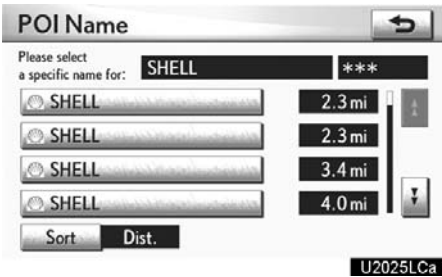 POI Name
Please select
a specific name for: SHELL ***
SHELL 2.3 mi
SHELL 2.3 mi
SHELL 3.4 mi
SHELL 4.0 mi
Sort Dist.
U2025LCa